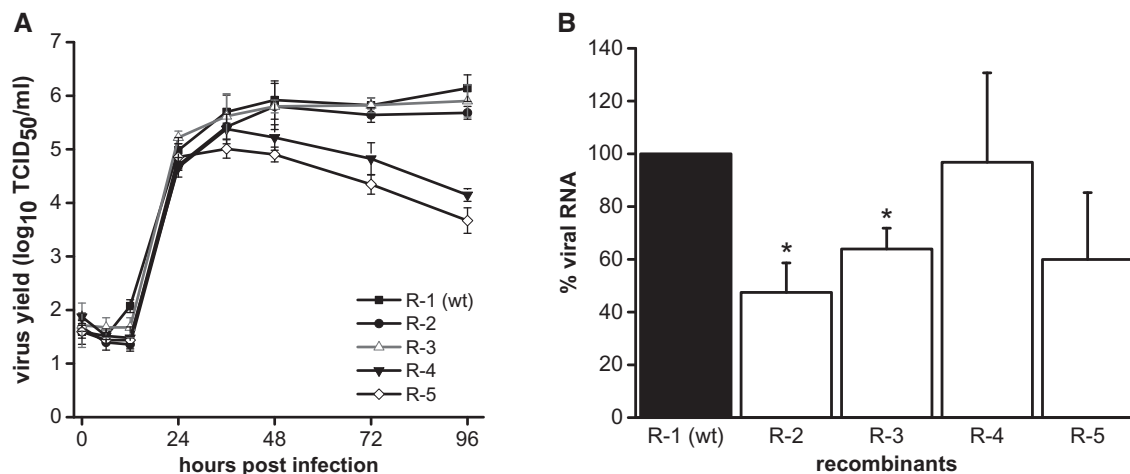 A
virus yield (log10 TCID50/ml)
7
6
5
4
3
2
1
0
0 24 48 72 96
hours post infection
R-1 (wt)
R-2
R-3
R-4
R-5
B
% viral RNA
140
120
100
80
60
40
20
0
* *
R-1 (wt) R-2 R-3 R-4 R-5
recombinants